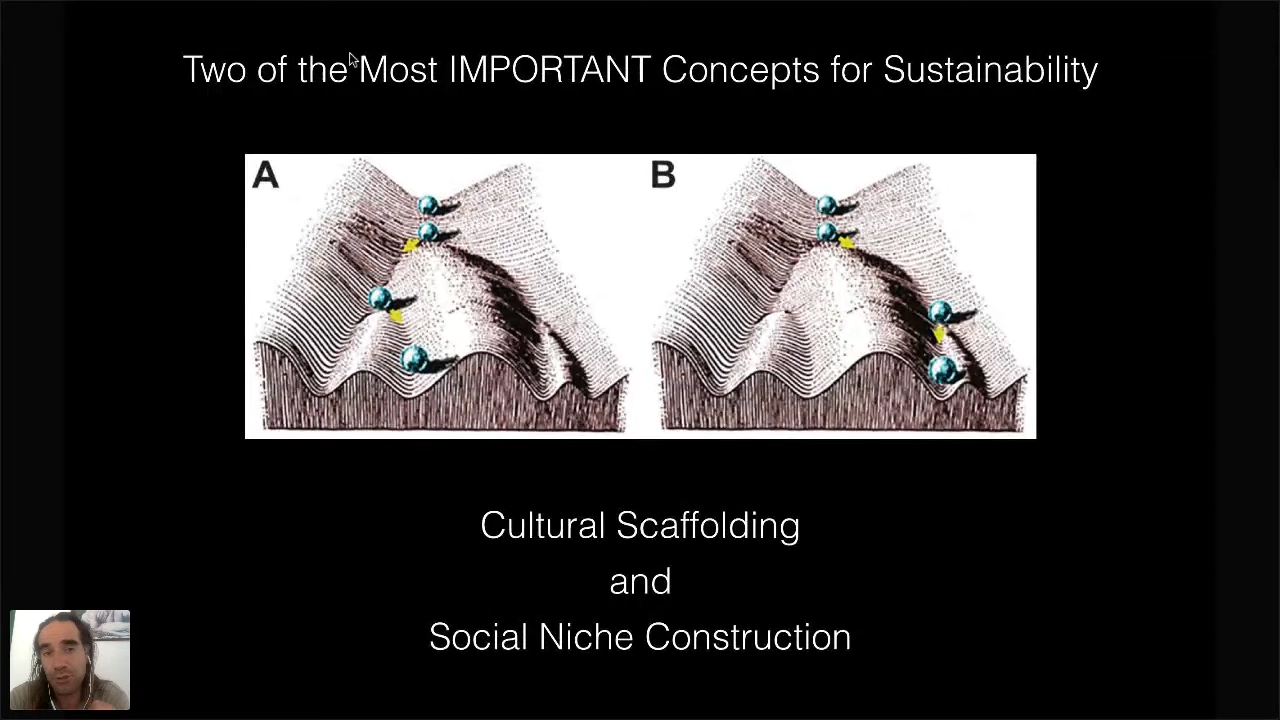 Two of the Most IMPORTANT Concepts for Sustainability
A
B
Cultural Scaffolding
and
Social Niche Construction